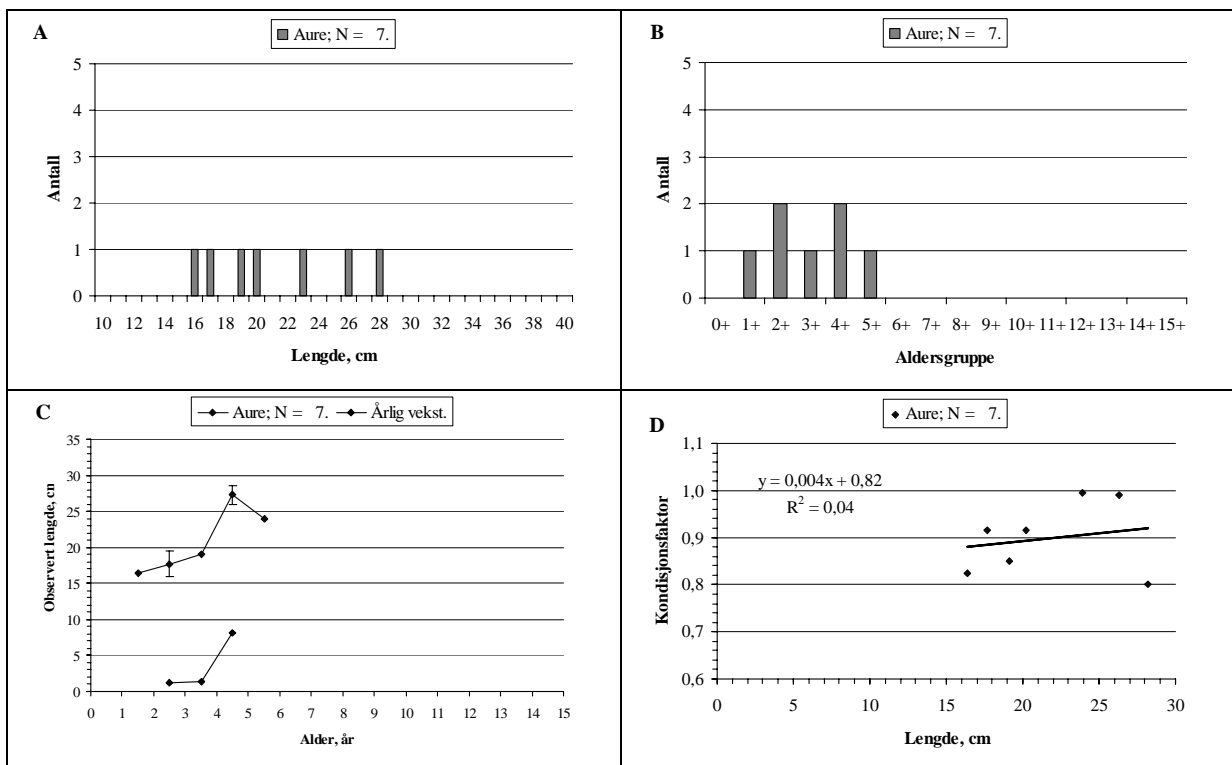 A
Aure; N = 7.
5
4
3
2
1
0
Antall
10 12 14 16 18 20 22 24 26 28 30 32 34 36 38 40
Lengde, cm
B
Aure; N = 7.
5
4
3
2
1
0
Antall
0+ 1+ 2+ 3+ 4+ 5+ 6+ 7+ 8+ 9+ 10+ 11+ 12+ 13+ 14+ 15+
Aldersgruppe
C
Aure; N = 7. Årlig vekst.
35
30
25
20
15
10
5
0
Observert lengde, cn
0 1 2 3 4 5 6 7 8 9 10 11 12 13 14 15
Alder, år
D
Aure; N = 7.
1,1
1,0
0,9
0,8
0,7
0,6
Kondisjonsfaktor
y = 0,004x + 0,82
R² = 0,04
0 5 10 15 20 25 30
Lengde, cm